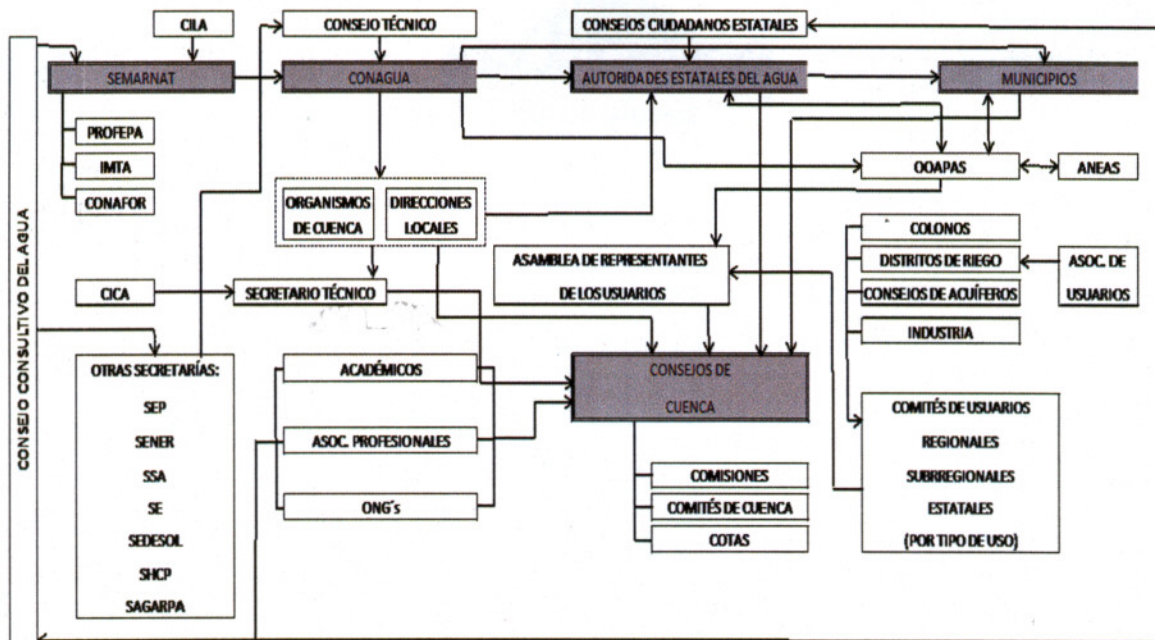 CILA
CONSEJO TÉCNICO
CONSEJOS CIUDADANOS ESTATALES
SEMARNAT
CONAGUA
AUTORIDADES ESTATALES DEL AGUA
MUNICIPIOS
PROFEPA
IMTA
CONAFOR
OOAPAS
ANEAS
ORGANISMOS
DE CUENCA
DIRECCIONES
LOCALES
CONSEJO CONSULTIVO DEL AGUA
ASAMBLEA DE REPRESENTANTES
DE LOS USUARIOS
COLONOS
DISTRITOS DE RIEGO
CONSEJOS DE ACUÍFEROS
INDUSTRIA
ASOC. DE
USUARIOS
CICA
SECRETARIO TÉCNICO
OTRAS SECRETARÍAS:
SEP
SENER
SSA
SE
SEDESOL
SHCP
SAGARPA
ACADÉMICOS
ASOC. PROFESIONALES
ONG´s
CONSEJOS DE
CUENCA
COMISIONES
COMITÉS DE CUENCA
COTAS
COMITÉS DE USUARIOS
REGIONALES
SUBRREGIONALES
ESTATALES
(POR TIPO DE USO)